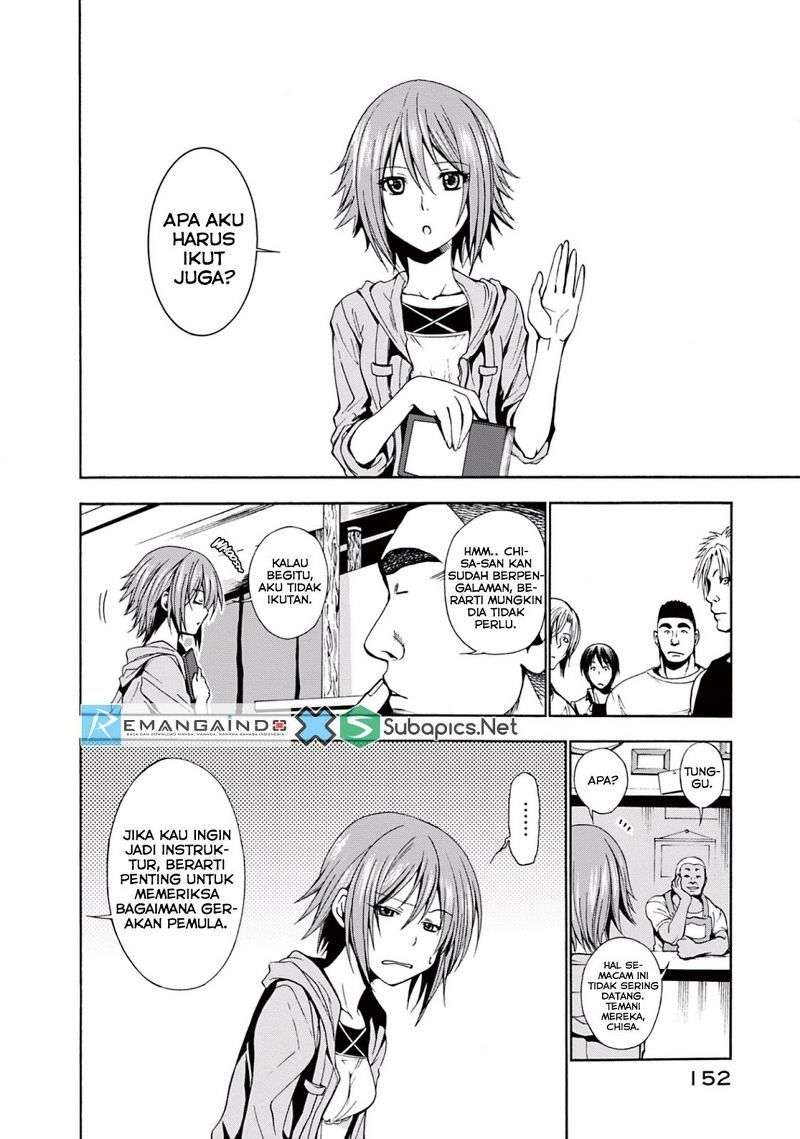 APA AKU
HARUS
IKUT
JUGA?
HMM.. CHI-
SA-SAN KAN
SUDAH BERPEN-
GALAMAN, BE-
RARTI MUNGKIN
DIA TIDAK
PERLU.
KALAU
BEGITU,
AKU TIDAK
IKUTAN.
REMANGAINDO
Subapics.Net
TUNG-
GU.
APA?
HAL SE-
MACAM INI
TIDAK SERING
DATANG.
TEMANI
MEREKA,
CHISA.
......
JIKA KAU INGIN
JADI INSTRUK-
TUR, BERARTI
PENTING UNTUK
MEMERIKSA
BAGAIMANA GER-
AKAN PEMULA.
152